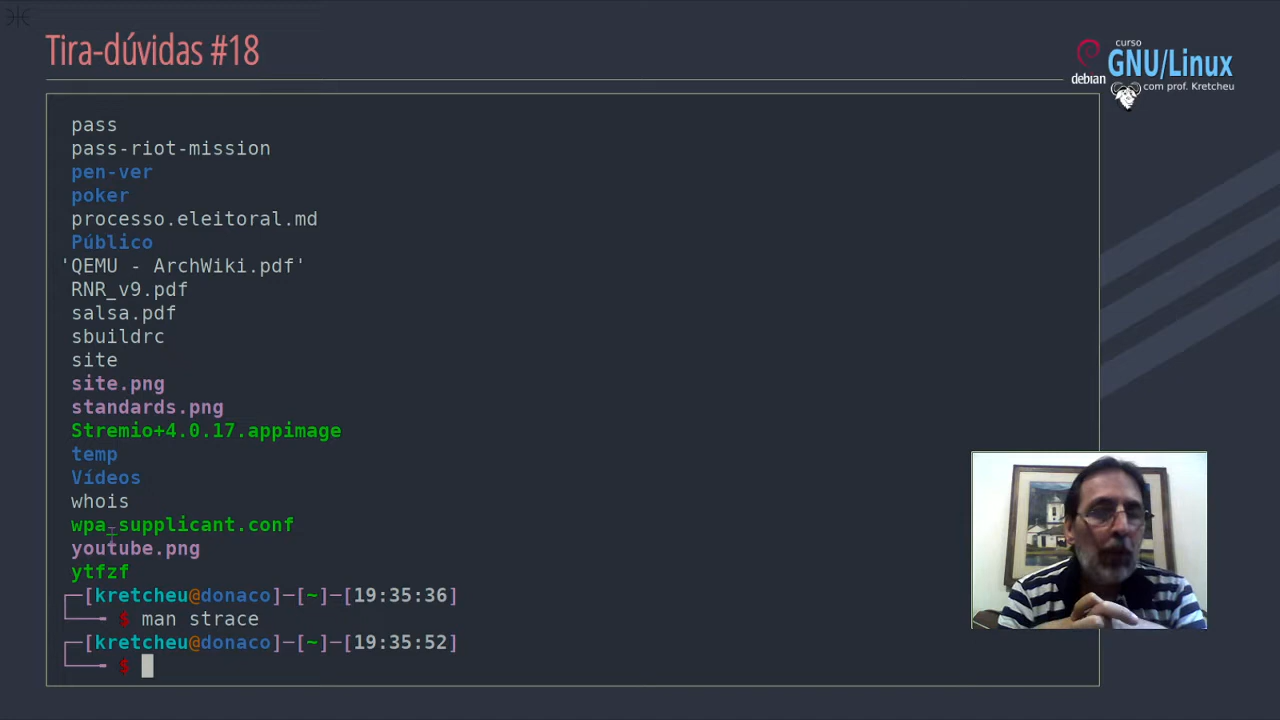 Tira-dúvidas #18
curso
GNU/Linux
debian
com prof. Kretcheu
pass
pass-riot-mission
pen-ver
poker
processo.eleitoral.md
Público
'QEMU - ArchWiki.pdf'
RNR_v9.pdf
salsa.pdf
sbuildrc
site
site.png
standards.png
Stremio+4.0.17.appimage
temp
Vídeos
whois
wpa_supplicant.conf
youtube.png
ytfzf
┌─[kretcheu@donaco]─[~]─[19:35:36]
└──╼ $ man strace
┌─[kretcheu@donaco]─[~]─[19:35:52]
└──╼ $